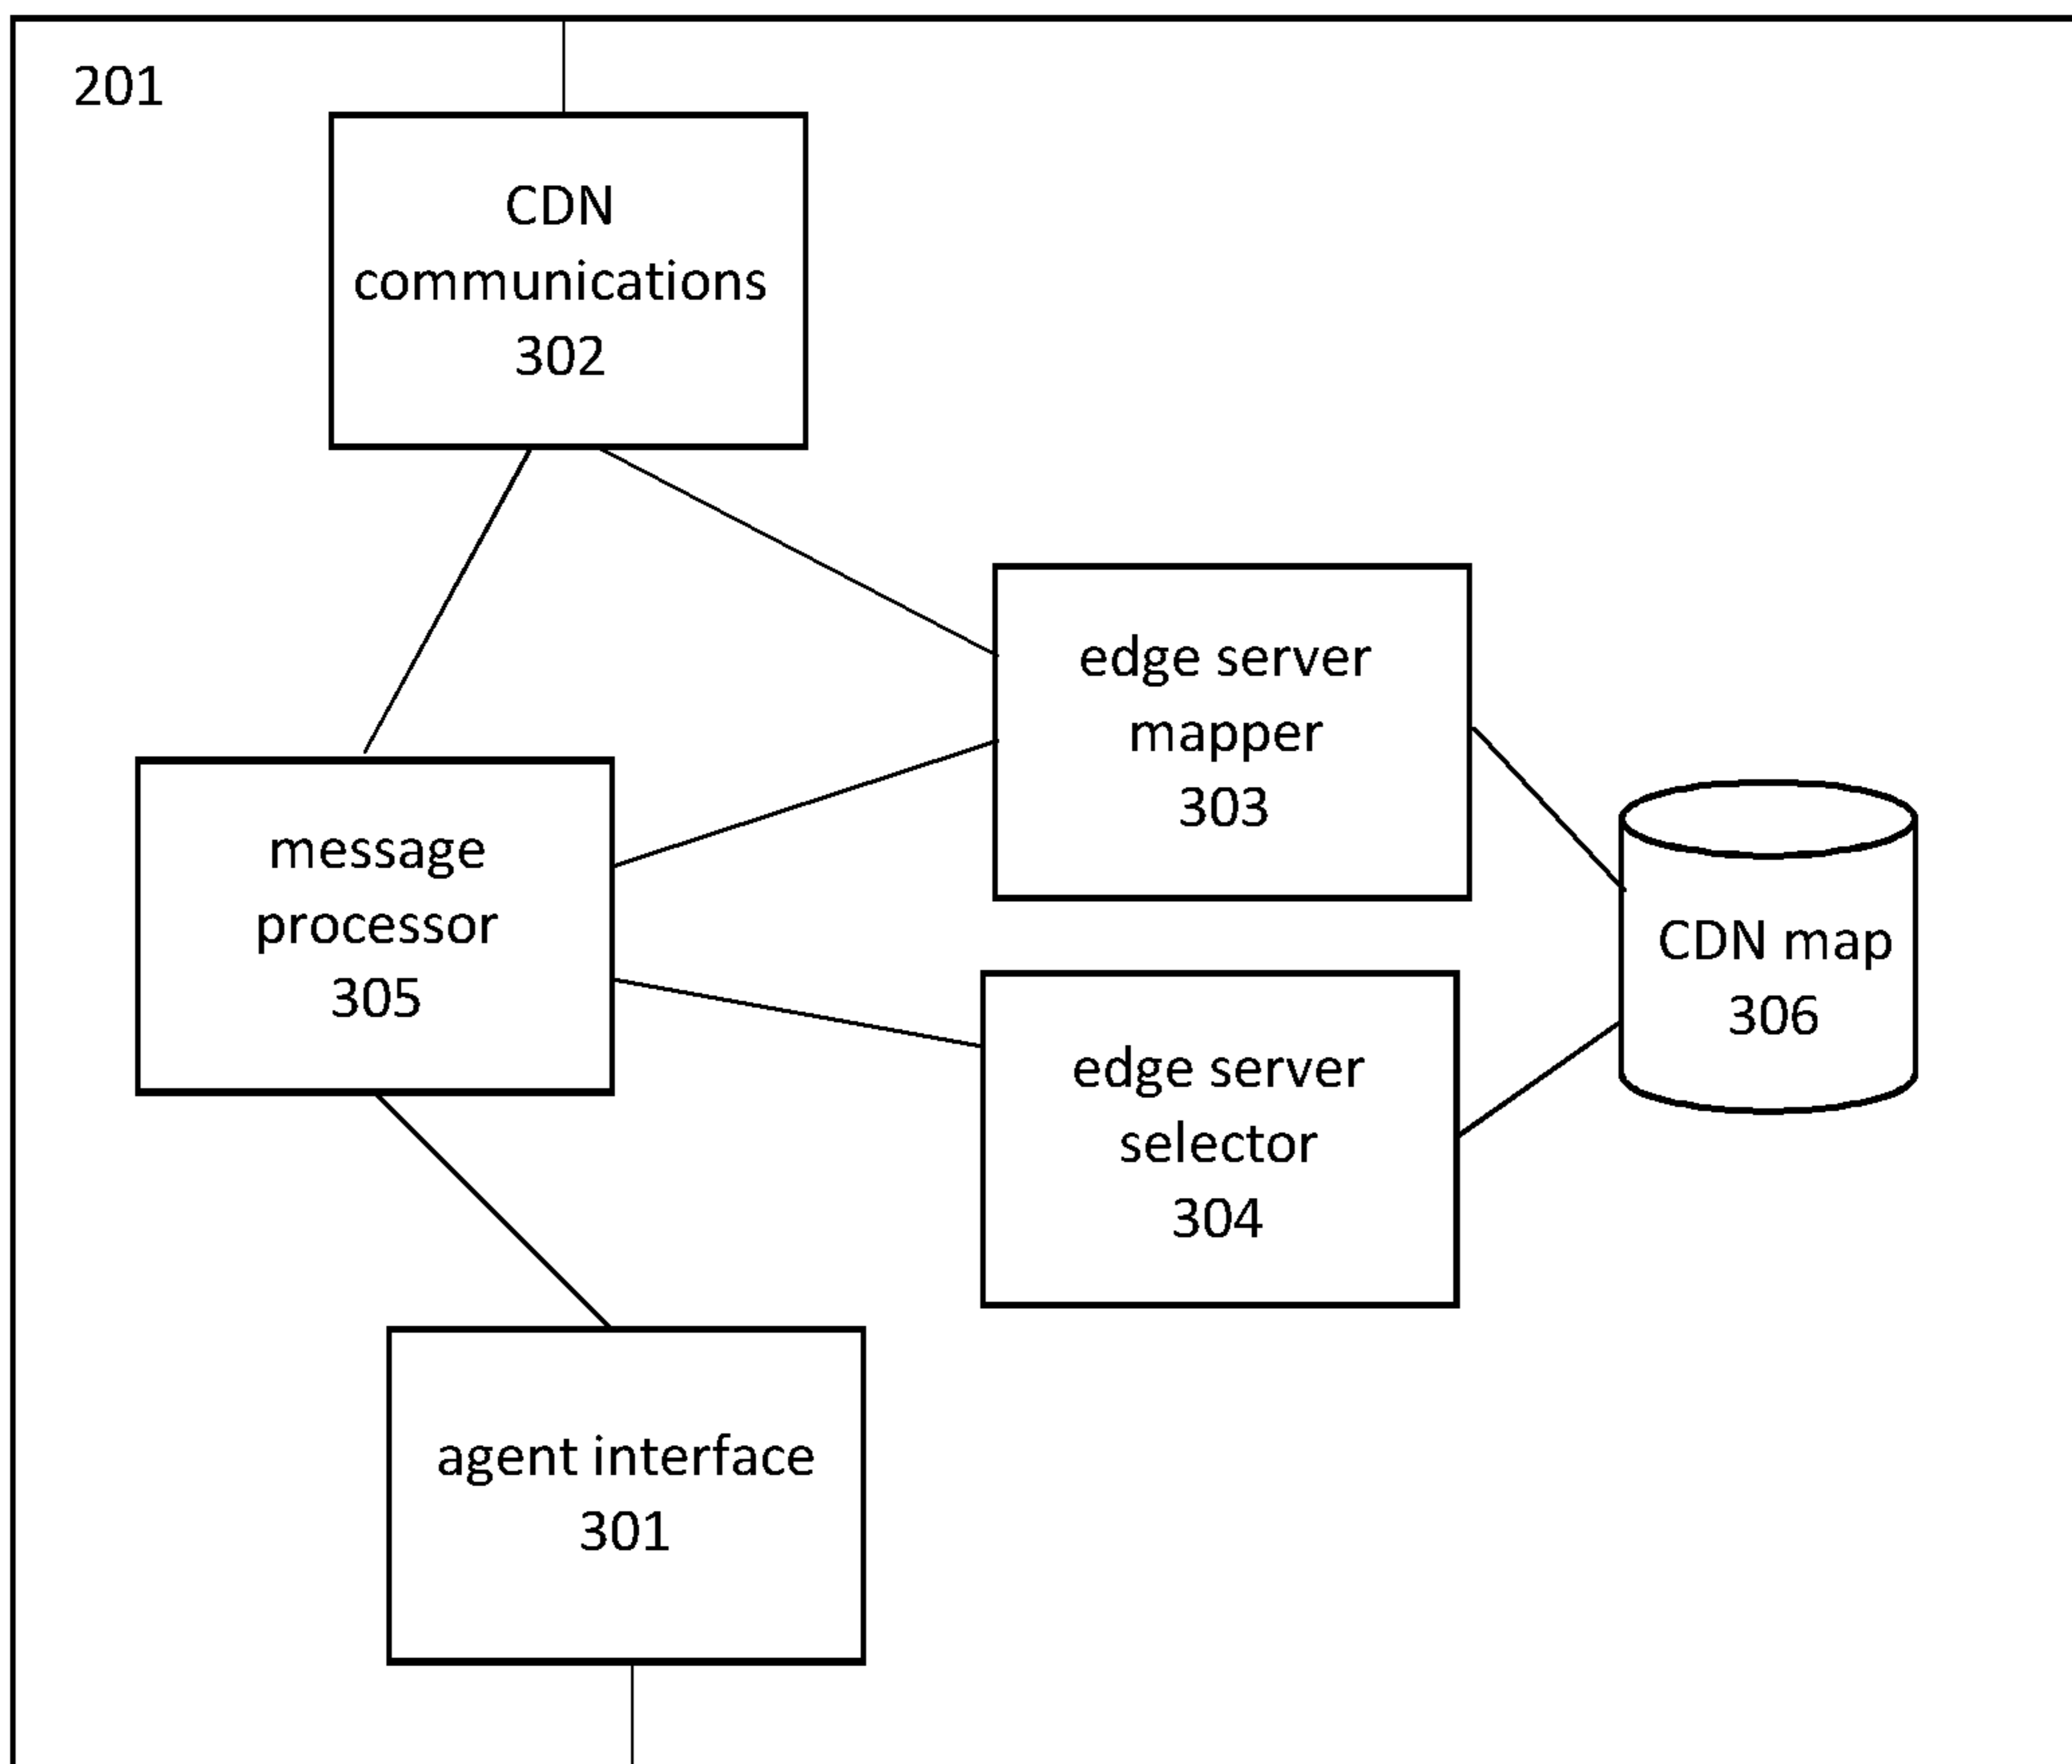 201
CDN
communications
302
edge server
mapper
303
message
processor
305
CDN map
306
edge server
selector
304
agent interface
301